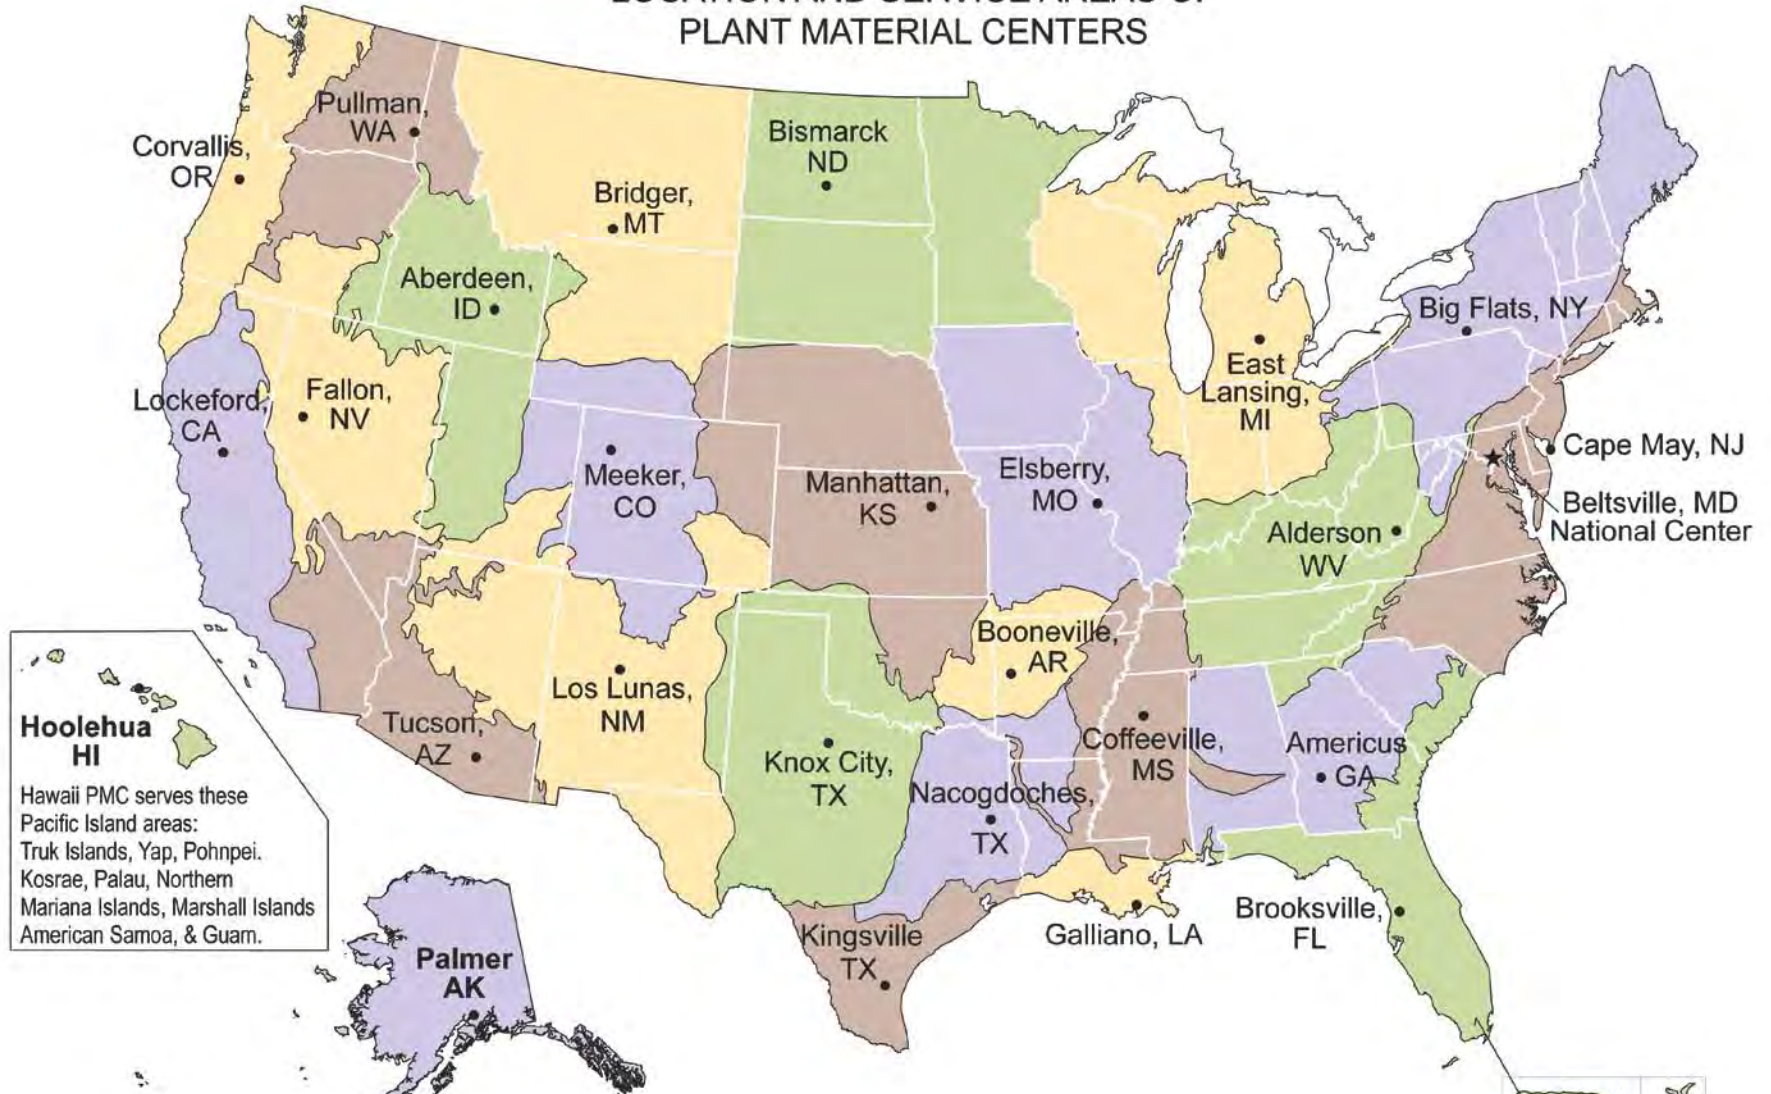 PLANT MATERIAL CENTERS
Pullman,
WA
Corvallis,
OR
Bismarck
ND
Bridger,
MT
Aberdeen,
ID
Big Flats, NY
East
Lansing,
MI
Fallon,
NV
Lockeford,
CA
Cape May, NJ
Meeker,
CO
Manhattan,
KS
Elsberry,
MO
Beltsville, MD
National Center
Alderson
WV
Booneville,
AR
Los Lunas,
NM
Tucson,
AZ
Knox City,
TX
Coffeeville,
MS
Americus
GA
Nacogdoches,
TX
Hoolehua
HI
Hawaii PMC serves these
Pacific Island areas:
Truk Islands, Yap, Pohnpei.
Kosrae, Palau, Northern
Mariana Islands, Marshall Islands
American Samoa, & Guam.
Brooksville,
FL
Galliano, LA
Kingsville
TX
Palmer
AK